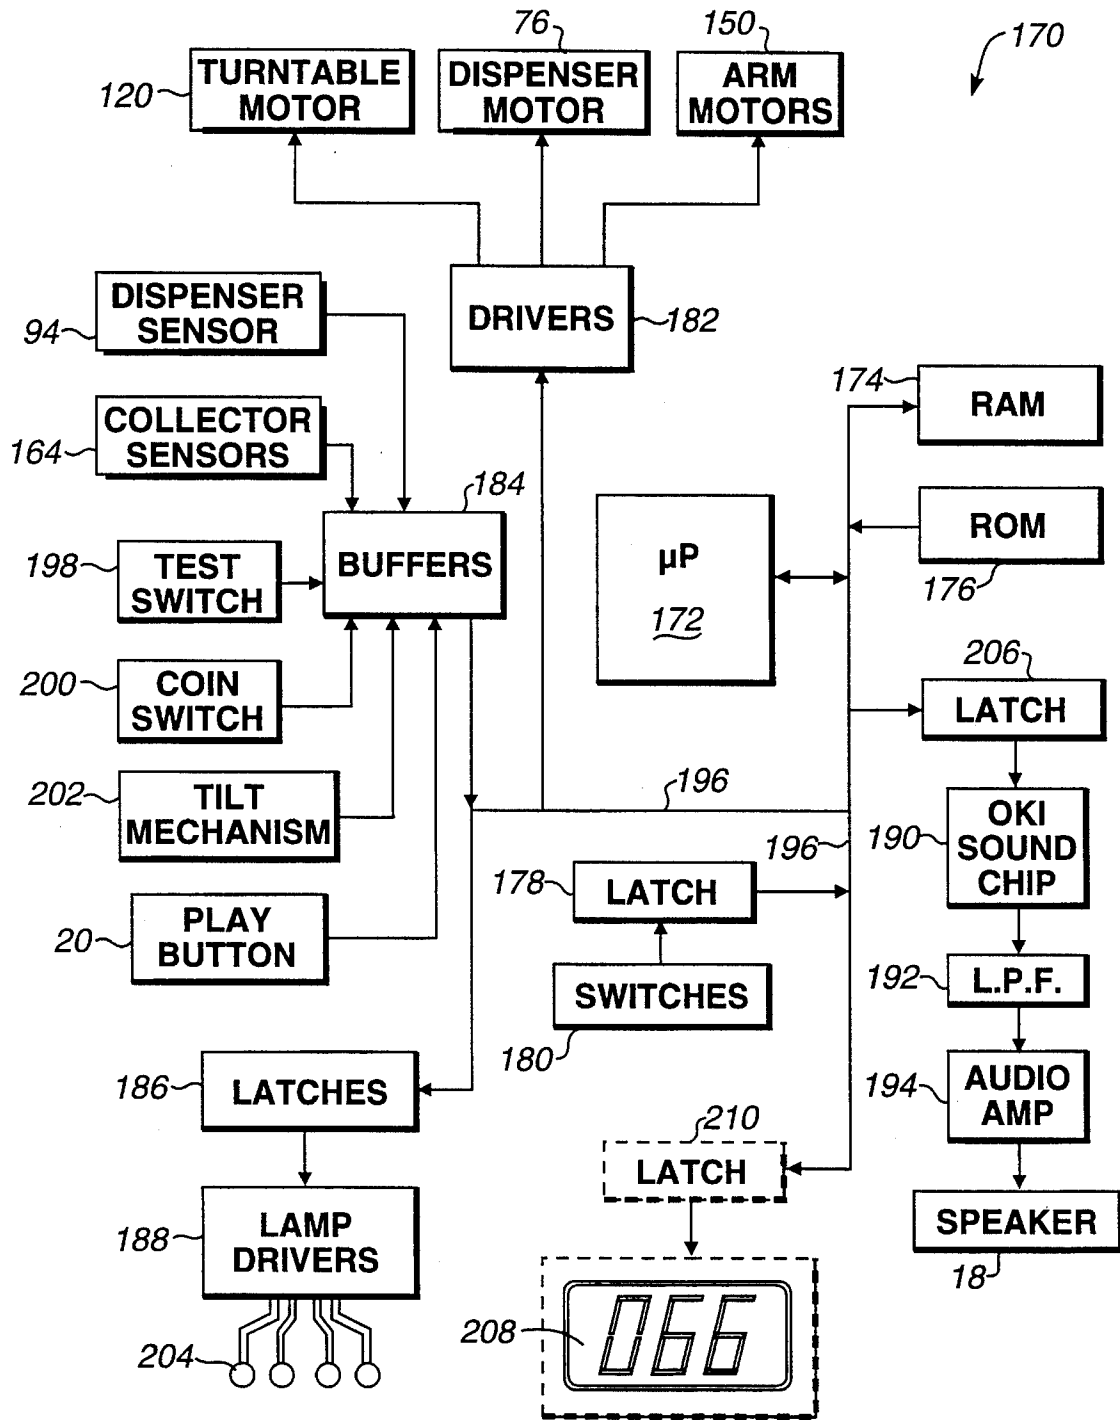 76
150
170
TURNTABLE
MOTOR
120
DISPENSER
MOTOR
ARM
MOTORS
DISPENSER
SENSOR
94
DRIVERS
182
COLLECTOR
SENSORS
164
174
RAM
184
BUFFERS
µP
172
ROM
176
198
TEST
SWITCH
200
COIN
SWITCH
206
LATCH
202
TILT
MECHANISM
196
196
190
OKI
SOUND
CHIP
178
LATCH
20
PLAY
BUTTON
192
L.P.F.
SWITCHES
180
186
LATCHES
194
AUDIO
AMP
210
LATCH
188
LAMP
DRIVERS
SPEAKER
18
208
066
204